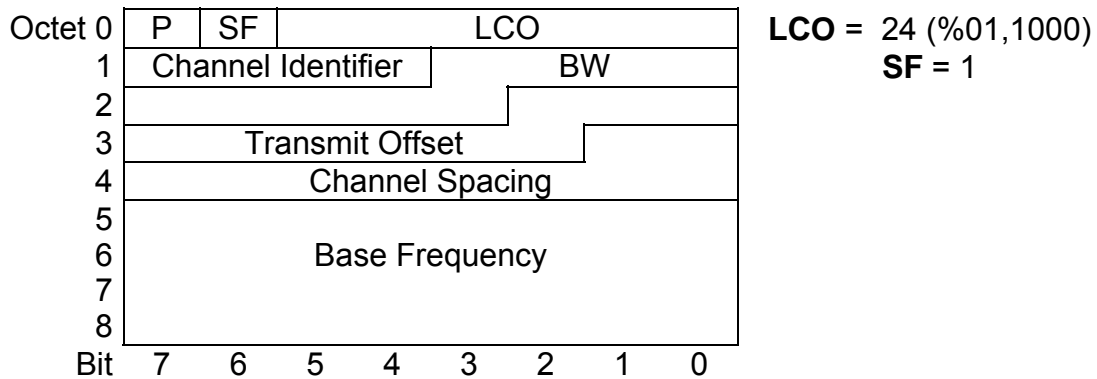 Octet 0 P SF LCO LCO = 24 (%01,1000)
1 Channel Identifier BW SF = 1
2
3 Transmit Offset
4 Channel Spacing
5
6 Base Frequency
7
8
Bit 7 6 5 4 3 2 1 0